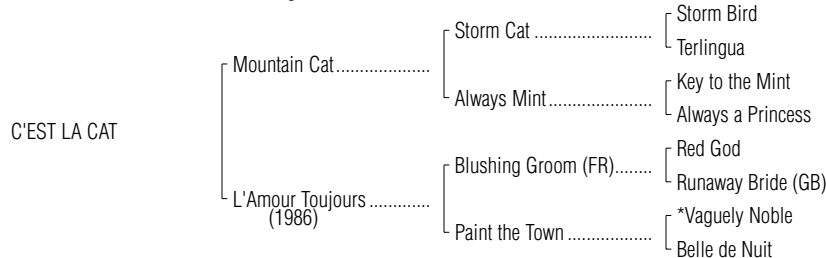 Storm Bird
Storm Cat ........................
Terlingua
Mountain Cat....................
Key to the Mint
Always Mint.....................
Always a Princess
C'EST LA CAT
Red God
Blushing Groom (FR)........
Runaway Bride (GB)
L'Amour Toujours .............
(1986)
*Vaguely Noble
Paint the Town .................
Belle de Nuit